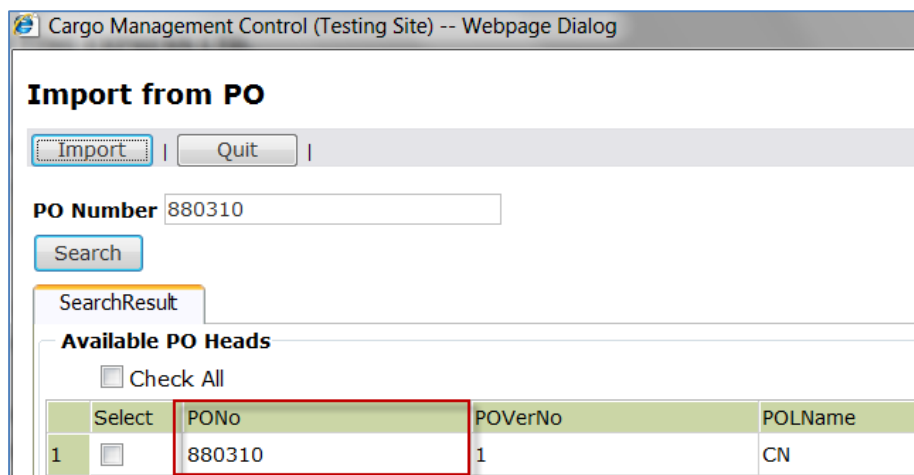 Cargo Management Control (Testing Site) -- Webpage Dialog
Import from PO
Import | Quit |
PO Number 880310
Search
SearchResult
Available PO Heads
Check All
Select PONo POVerNo POLName
1 880310 1 CN